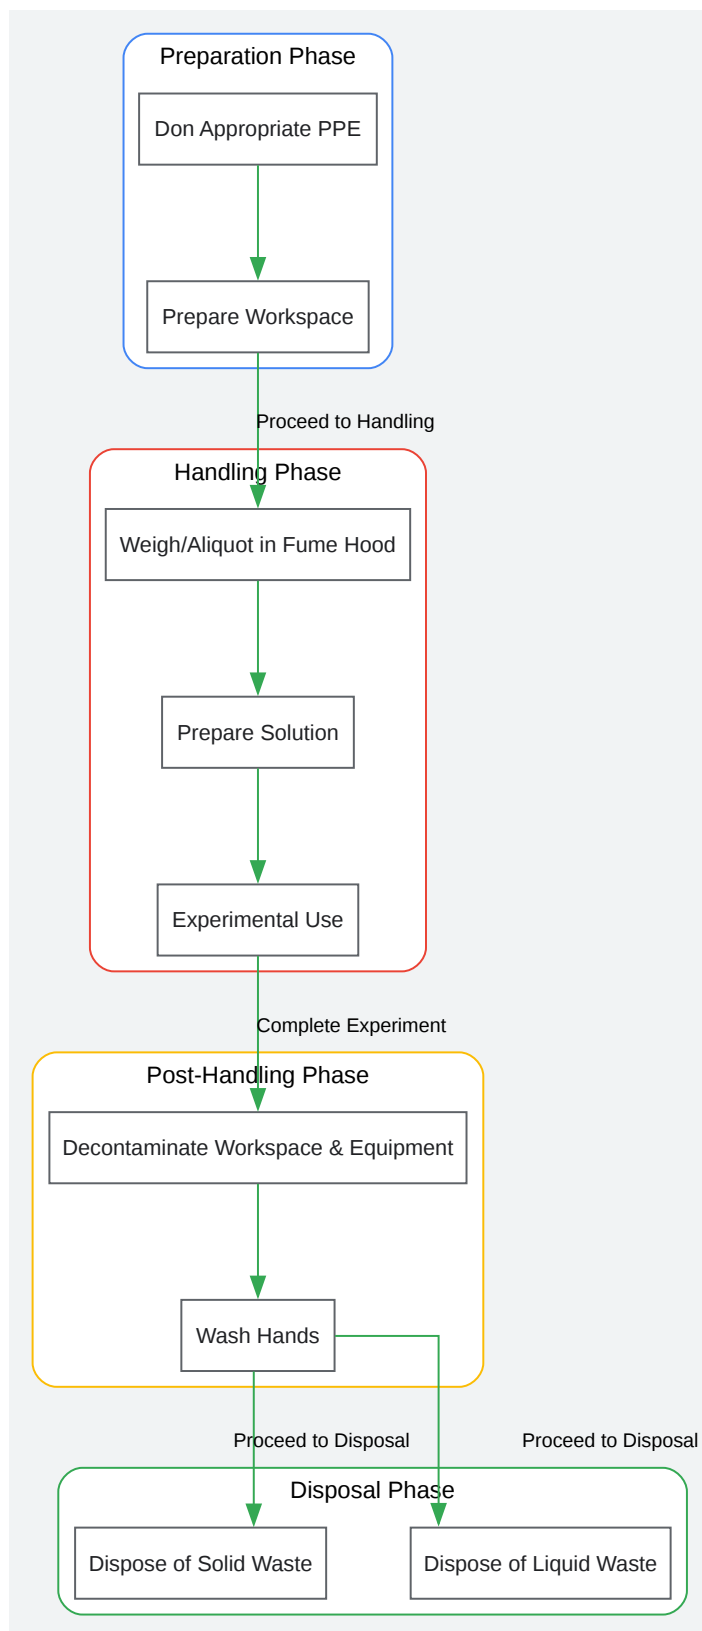 Preparation Phase
Don Appropriate PPE
Prepare Workspace
Proceed to Handling
Handling Phase
Weigh/Aliquot in Fume Hood
Prepare Solution
Experimental Use
Complete Experiment
Post-Handling Phase
Decontaminate Workspace & Equipment
Wash Hands
Proceed to Disposal
Proceed to Disposal
Disposal Phase
Dispose of Solid Waste
Dispose of Liquid Waste